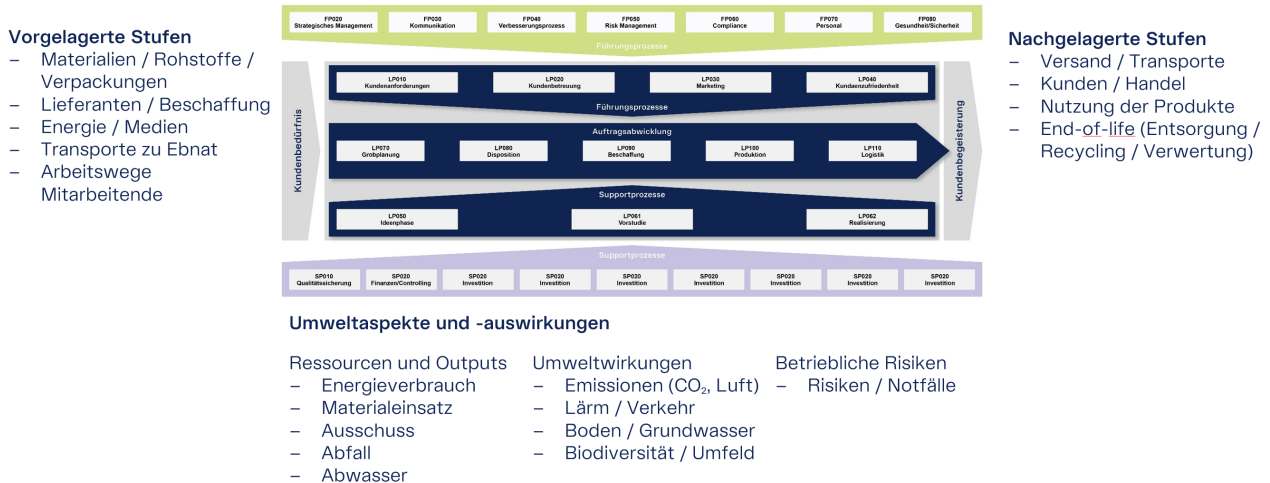 Vorgelagerte Stufen
– Materialien / Rohstoffe /
Verpackungen
– Lieferanten / Beschaffung
– Energie / Medien
– Transporte zu Ebnat
– Arbeitswege
Mitarbeitende
FP020
Strategisches Management
FP030
Kommunikation
FP040
Verbesserungsprozess
FP050
Risk Management
FP060
Compliance
FP070
Personal
FP080
Gesundheit/Sicherheit
Führungsprozesse
Kundenbedürfnis
LP010
Kundenanforderungen
LP020
Kundenbetreuung
LP030
Marketing
LP040
Kundaenzufriedenheit
Führungsprozesse
Auftragsabwicklung
LP070
Grobplanung
LP080
Disposition
LP090
Beschaffung
LP100
Produktion
LP110
Logistik
Supportprozesse
LP050
Ideenphase
LP061
Vorstudie
LP062
Realisierung
Kundenbegeisterung
Supportprozesse
SP010
Qualitätssicherung
SP020
Finanzen/Controlling
SP020
Investition
SP020
Investition
SP020
Investition
SP020
Investition
SP020
Investition
SP020
Investition
SP020
Investition
Nachgelagerte Stufen
– Versand / Transporte
– Kunden / Handel
– Nutzung der Produkte
– End-of-life (Entsorgung /
Recycling / Verwertung)
Umweltaspekte und -auswirkungen
Ressourcen und Outputs
– Energieverbrauch
– Materialeinsatz
– Ausschuss
– Abfall
– Abwasser
Umweltwirkungen
– Emissionen (CO₂, Luft)
– Lärm / Verkehr
– Boden / Grundwasser
– Biodiversität / Umfeld
Betriebliche Risiken
– Risiken / Notfälle